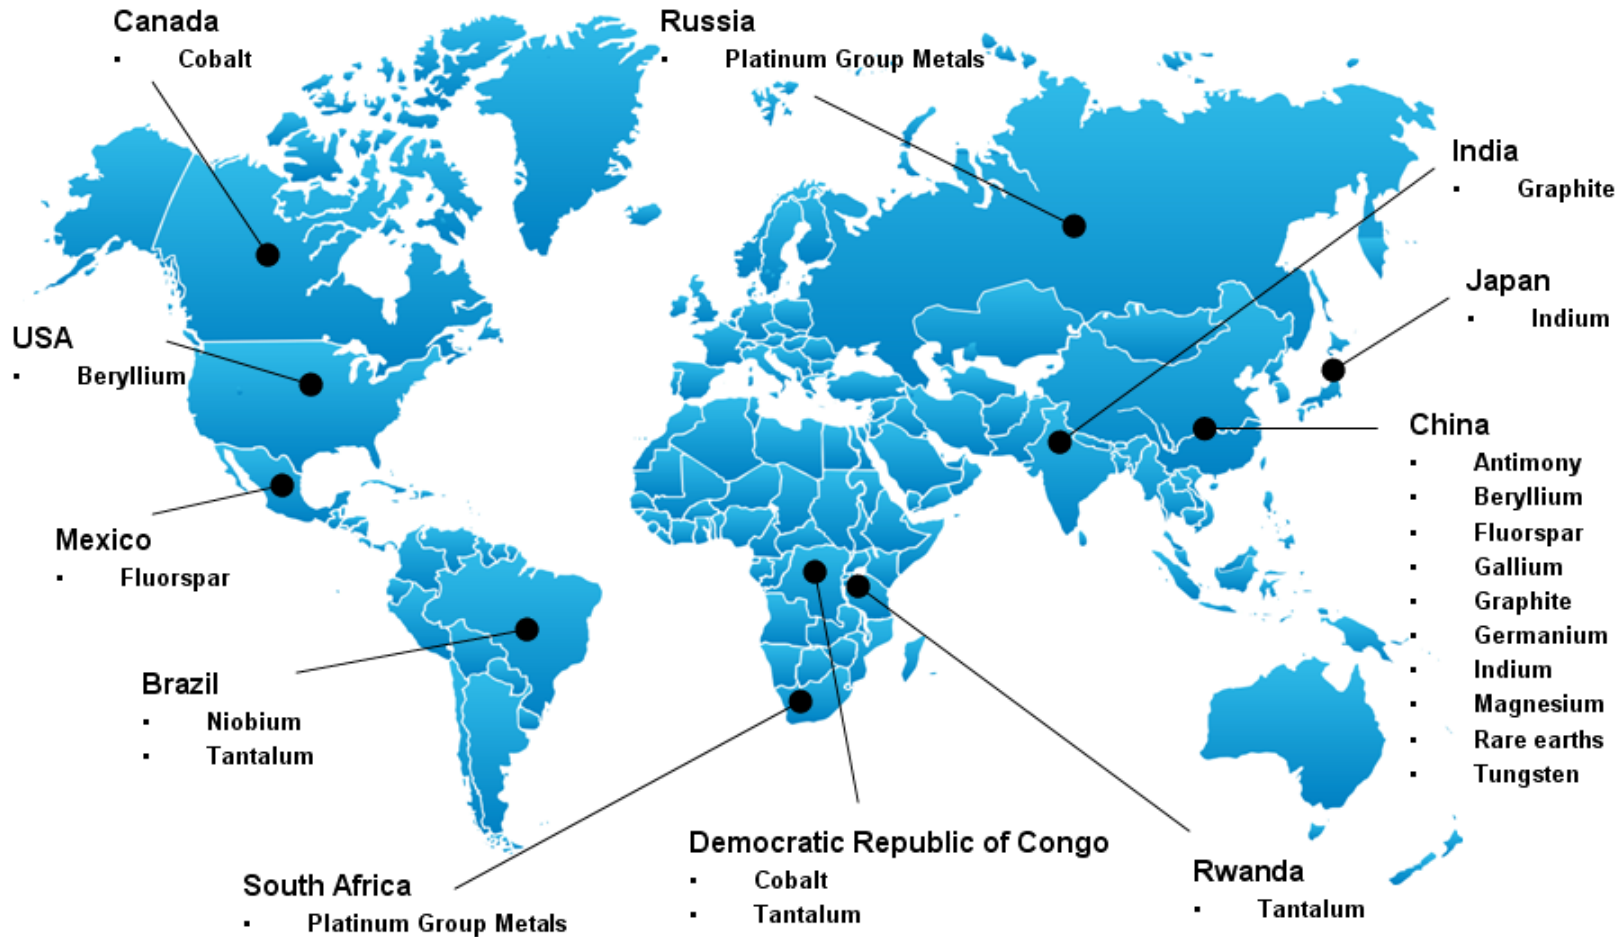 Canada
▪ Cobalt
Russia
▪ Platinum Group Metals
India
▪ Graphite
Japan
▪ Indium
USA
▪ Beryllium
China
▪ Antimony
▪ Beryllium
▪ Fluorspar
▪ Gallium
▪ Graphite
▪ Germanium
▪ Indium
▪ Magnesium
▪ Rare earths
▪ Tungsten
Mexico
▪ Fluorspar
Brazil
▪ Niobium
▪ Tantalum
South Africa
▪ Platinum Group Metals
Democratic Republic of Congo
▪ Cobalt
▪ Tantalum
Rwanda
▪ Tantalum